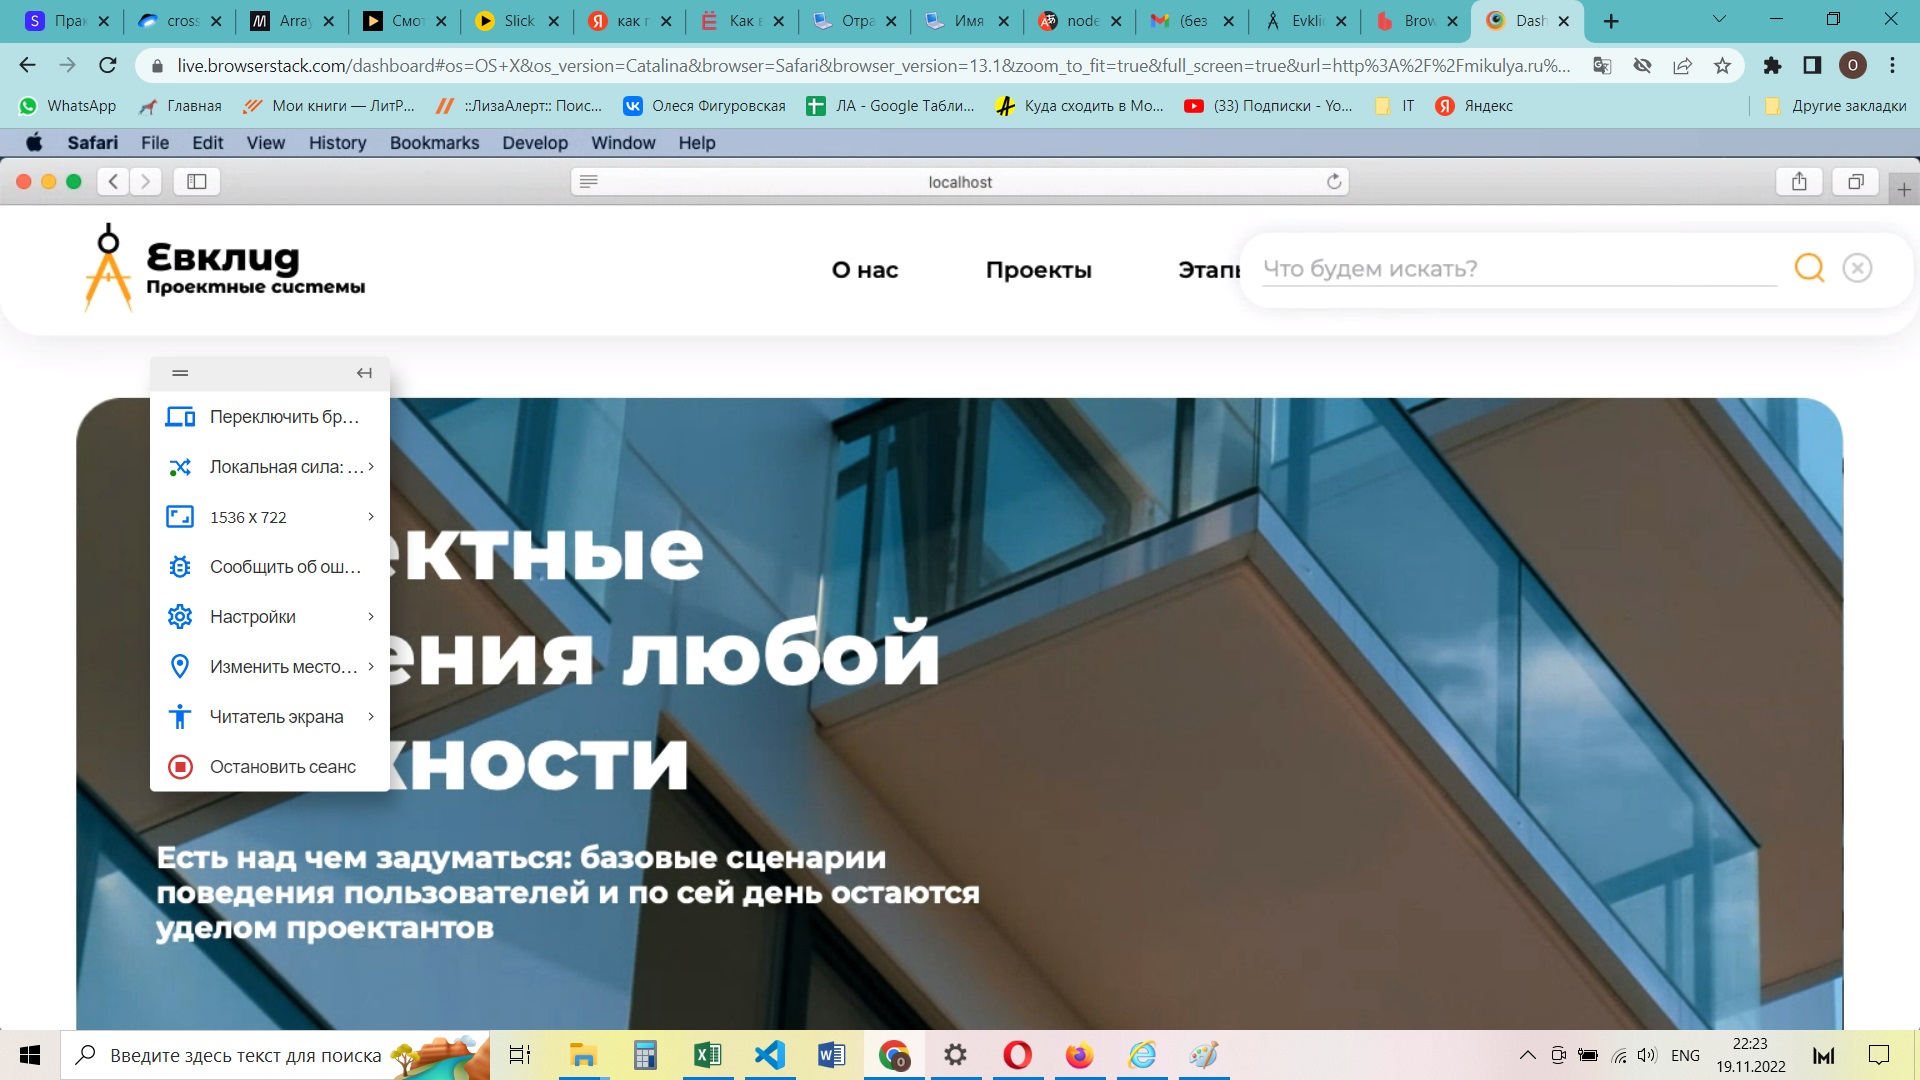 Пра
cross
Array
Смот
Slick
как п
Как в
Отра
Имя
node
(без
Evkli
Brow
Dash
live.browserstack.com/dashboard#os=OS+X&os_version=Catalina&browser=Safari&browser_version=13.1&zoom_to_fit=true&full_screen=true&url=http%3A%2F%2Fmikulya.ru%...
O
WhatsApp
Главная
Мои книги — ЛитР...
::ЛизаАлерт:: Поис...
Олеся Фигуровская
ЛА - Google Табли...
Куда сходить в Мо...
(33) Подписки - Yo...
IT
Яндекс
Другие закладки
Safari File Edit View History Bookmarks Develop Window Help
localhost
Евклид
Проектные системы
О нас
Проекты
Этапы
Что будем искать?
Переключить бр...
Локальная сила: ...
1536 x 722
Сообщить об ош...
Настройки
Изменить место...
Читатель экрана
Остановить сеанс
ектные
ения любой
жности
Есть над чем задуматься: базовые сценарии
поведения пользователей и по сей день остаются
уделом проектантов
Введите здесь текст для поиска
ENG
22:23
19.11.2022